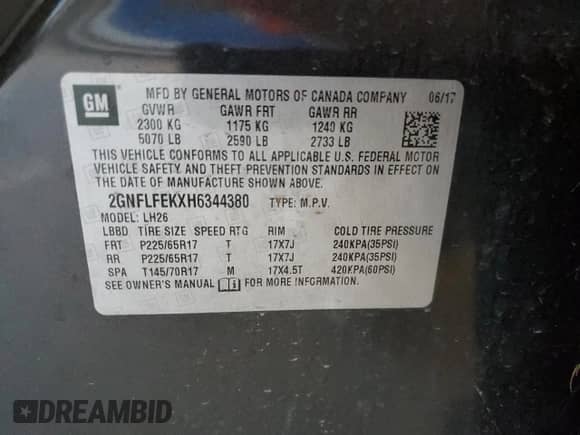 GM
MFD BY GENERAL MOTORS OF CANADA COMPANY 06/17
GVWR GAWR FRT GAWR RR
2300 KG 1175 KG 1240 KG
5070 LB 2590 LB 2733 LB
THIS VEHICLE CONFORMS TO ALL APPLICABLE U.S. FEDERAL MOTOR
VEHICLE SAFETY AND THEFT PREVENTION STANDARDS IN EFFECT
ON THE DATE OF MANUFACTURE SHOWN ABOVE.
2GNFLFEKXH6344380 TYPE: M.P.V.
MODEL: LH26
LBBD TIRE SIZE SPEED RTG RIM COLD TIRE PRESSURE
FRT P225/65R17 T 17X7J 240KPA(35PSI)
RR P225/65R17 T 17X7J 240KPA(35PSI)
SPA T145/70R17 M 17X4.5T 420KPA(60PSI)
SEE OWNER'S MANUAL FOR MORE INFORMATION.
DREAMBID